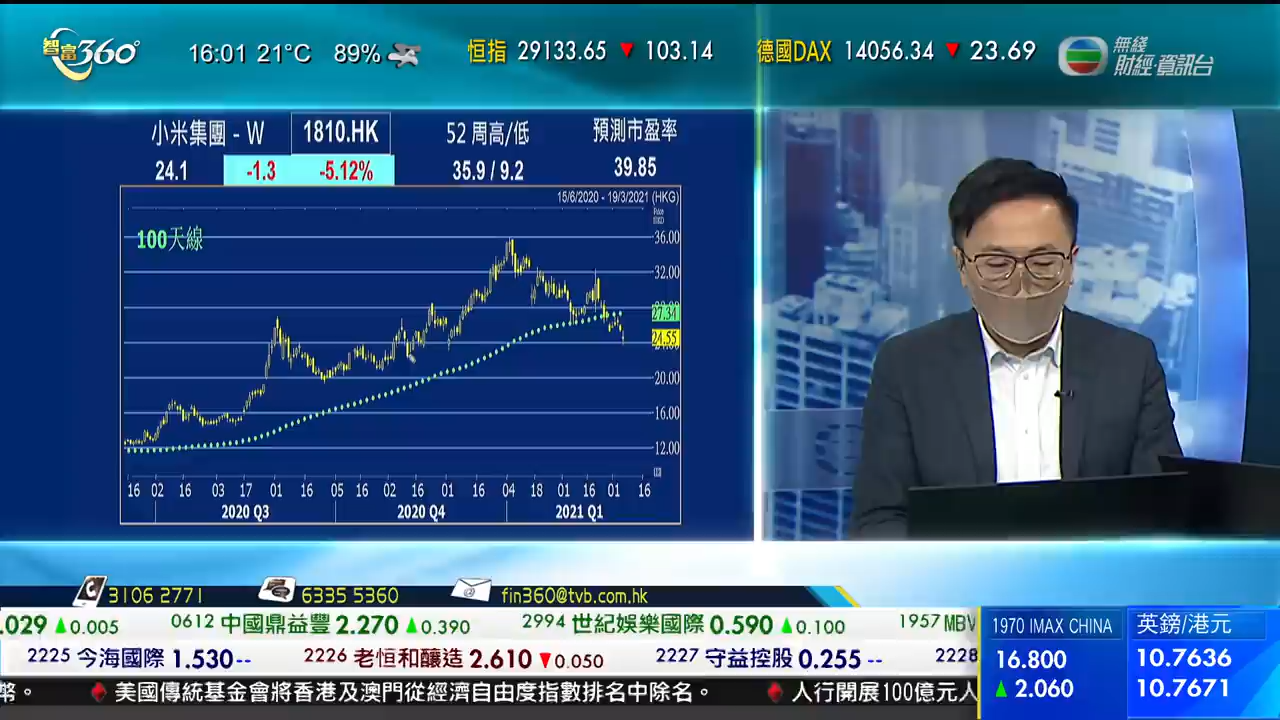 智富360°
16:01 21°C 89%
恒指 29133.65 ▼ 103.14
德國DAX 14056.34 ▼ 23.69
無綫
財經·資訊台
小米集團 - W 1810.HK 52 周高/低 預測市盈率
24.1 -1.3 -5.12% 35.9 / 9.2 39.85
15/6/2020 - 19/3/2021 (HKG)
Price
HKD
100天線
36.00
32.00
27.34
24.55
20.00
16.00
12.00
16 02 16 03 17 01 16 05 16 02 16 01 16 04 18 01 16 01 16
2020 Q3 2020 Q4 2021 Q1
3106 2771 6335 5360 fin360@tvb.com.hk
.029 ▲0.005 0612 中國鼎益豐 2.270 ▲0.390 2994 世紀娛樂國際 0.590 ▲0.100 1957 MBV
2225 今海國際 1.530 -- 2226 老恒和釀造 2.610 ▼0.050 2227 守益控股 0.255 -- 2228
幣。 美國傳統基金會將香港及澳門從經濟自由度指數排名中除名。 人行開展100億元人
1970 IMAX CHINA
16.800
▲ 2.060
英鎊/港元
10.7636
10.7671